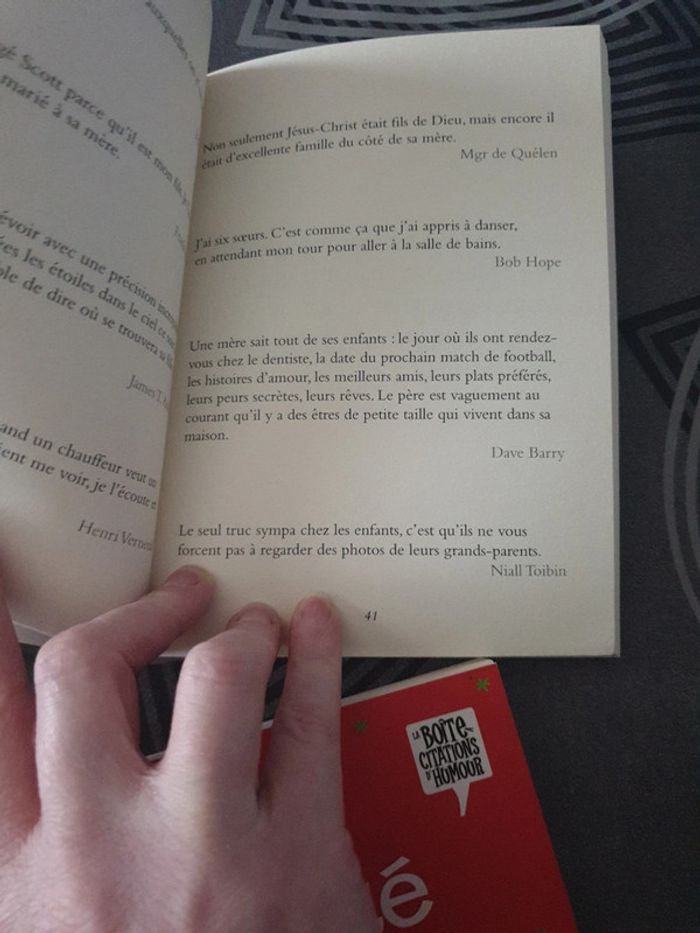 auxquelles
Scott parce qu'il est mon fils,
marié à sa mère.
évoir avec une précision
les étoiles dans le ciel ce
de dire où se trouvera
James T.
and un chauffeur veut un
ient me voir, je l'écoute et
Henri
Non seulement Jésus-Christ était fils de Dieu, mais encore il
était d'excellente famille du côté de sa mère.
Mgr de Quélen
J'ai six sœurs. C'est comme ça que j'ai appris à danser,
en attendant mon tour pour aller à la salle de bains.
Bob Hope
Une mère sait tout de ses enfants : le jour où ils ont rendez-
vous chez le dentiste, la date du prochain match de football,
les histoires d'amour, les meilleurs amis, leurs plats préférés,
leurs peurs secrètes, leurs rêves. Le père est vaguement au
courant qu'il y a des êtres de petite taille qui vivent dans sa
maison.
Dave Barry
Le seul truc sympa chez les enfants, c'est qu'ils ne vous
forcent pas à regarder des photos de leurs grands-parents.
Niall Toibin
41
LA
BOÎTE
CITATIONS
D'HUMOUR
té